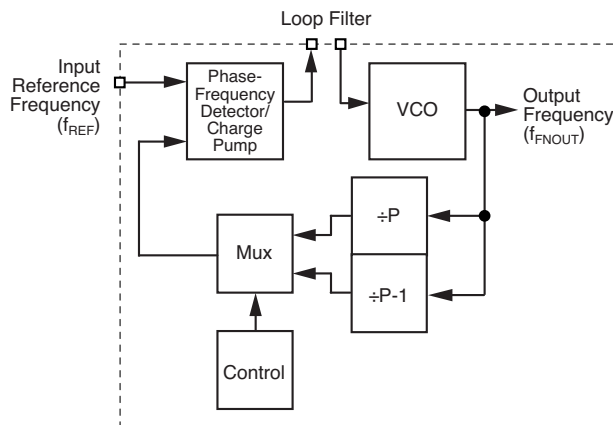 Loop Filter
Input
Reference
Frequency
(fREF)
Phase-
Frequency
Detector/
Charge
Pump
VCO
Output
Frequency
(fFNOUT)
Mux
÷P
÷P-1
Control